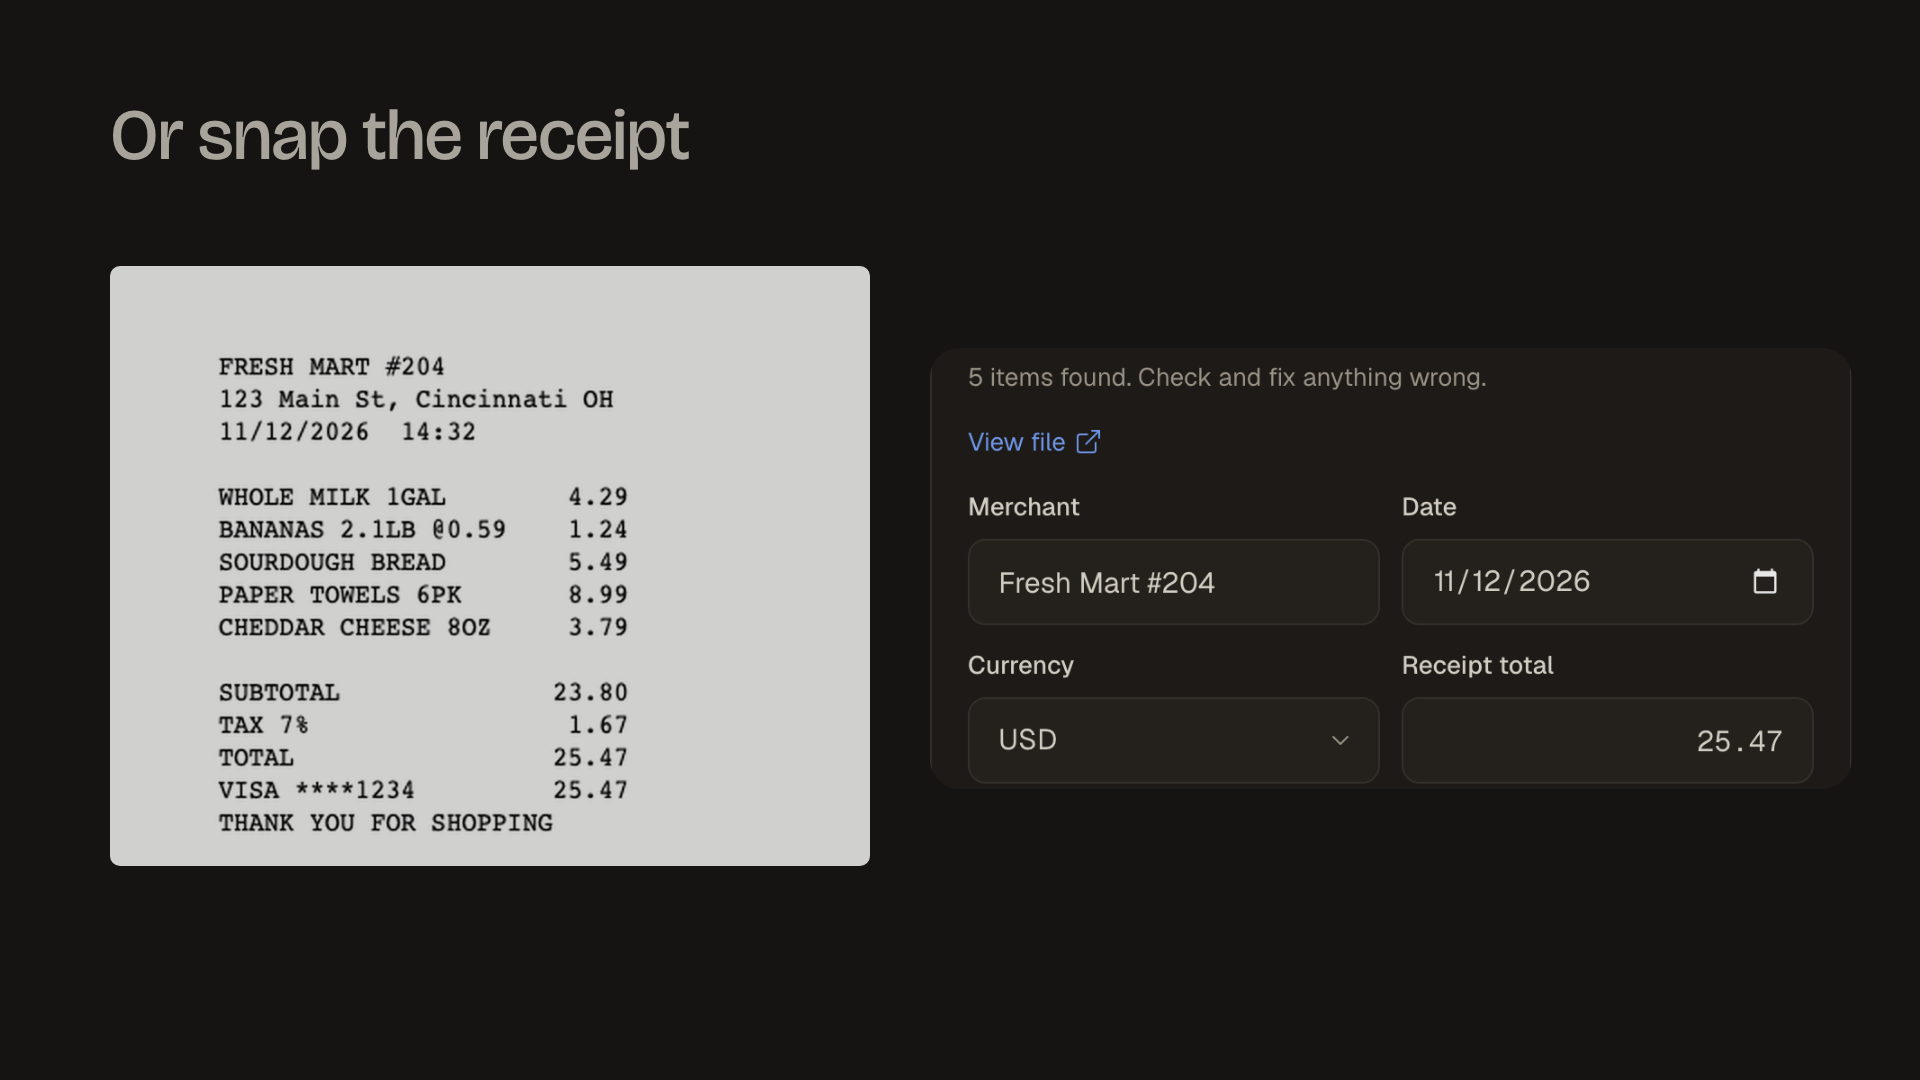 Or snap the receipt
FRESH MART #204
123 Main St, Cincinnati OH
11/12/2026 14:32
WHOLE MILK 1GAL 4.29
BANANAS 2.1LB @0.59 1.24
SOURDOUGH BREAD 5.49
PAPER TOWELS 6PK 8.99
CHEDDAR CHEESE 8OZ 3.79
SUBTOTAL 23.80
TAX 7% 1.67
TOTAL 25.47
VISA ****1234 25.47
THANK YOU FOR SHOPPING
5 items found. Check and fix anything wrong.
View file
Merchant Date
Fresh Mart #204 11/12/2026
Currency Receipt total
USD 25.47